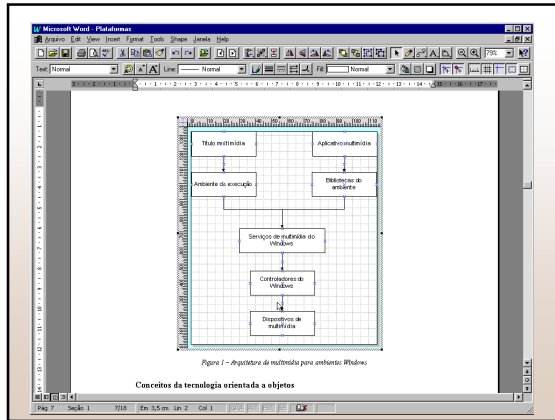 Microsoft Word - Plataformas
Arquivo Edit View Insert Format Tools Shape Janela Help
79%
Text: Normal Line: Normal Fill: Normal
Título multimídia Aplicativo multimídia
Ambiente de execução Bibliotecas do
ambiente
Serviços de multimídia do
Windows
Controladores do
Windows
Dispositivos de
multimídia
Figura 1 – Arquitetura de multimídia para ambientes Windows
Conceitos da tecnologia orientada a objetos
Pág 7 Seção 1 7/18 Em 3,5 cm Lin 2 Col 1